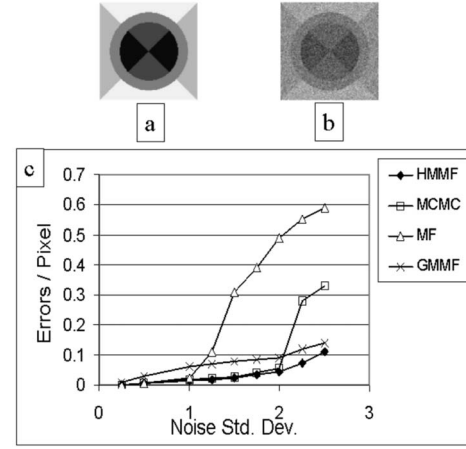 a
b
c
0.7
0.6
0.5
0.4
0.3
0.2
0.1
0
Errors / Pixel
0
1
2
3
Noise Std. Dev.
HMMF
MCMC
MF
GMMF